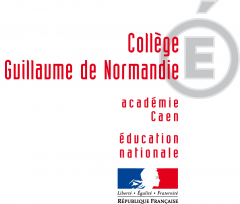 Collège
Guillaume de Normandie
É
académie
Caen
éducation
nationale
Liberté • Égalité • Fraternité
RÉPUBLIQUE FRANÇAISE